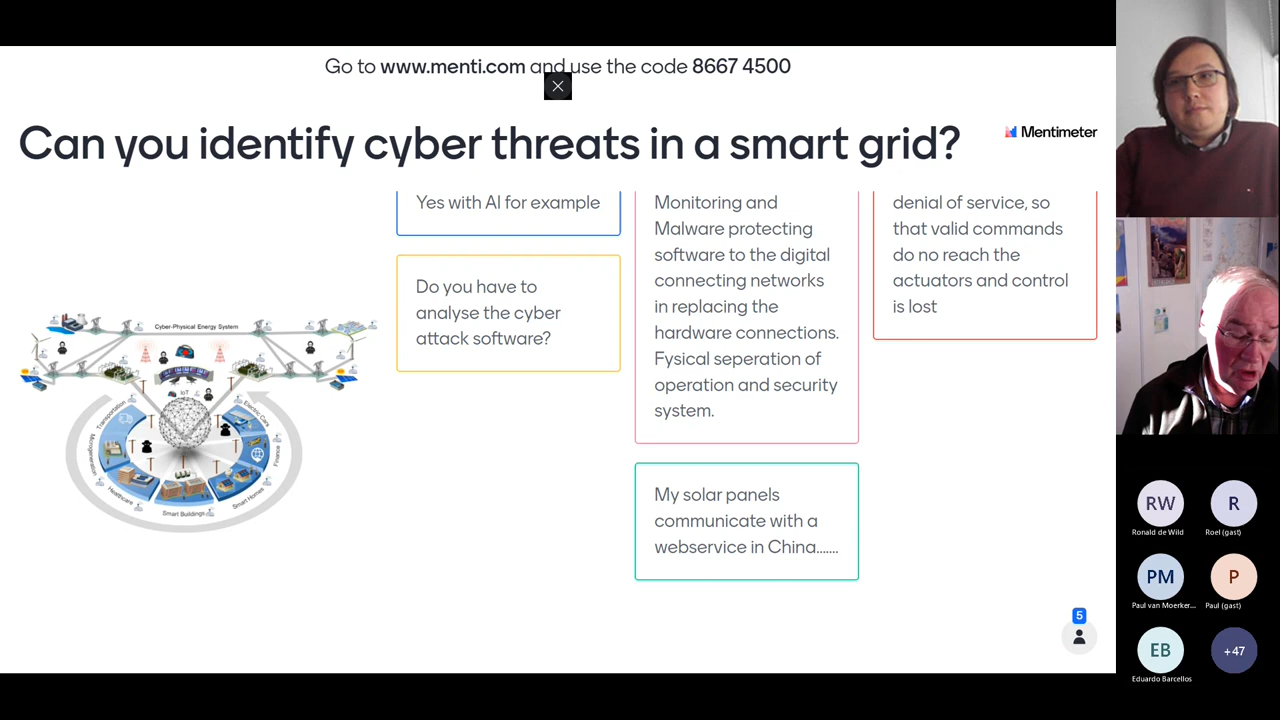 Go to www.menti.com and use the code 8667 4500
Can you identify cyber threats in a smart grid?
Mentimeter
Yes with AI for example
Do you have to
analyse the cyber
attack software?
Monitoring and
Malware protecting
software to the digital
connecting networks
in replacing the
hardware connections.
Fysical seperation of
operation and security
system.
My solar panels
communicate with a
webservice in China.......
denial of service, so
that valid commands
do no reach the
actuators and control
is lost
Cyber-Physical Energy System
IoT
Transportation
Electric Cars
Microgeneration
Finance
Healthcare
Smart Homes
Smart Buildings
5
RW
Ronald de Wild
R
Roel (gast)
PM
Paul van Moerker...
P
Paul (gast)
EB
Eduardo Barcellos
+47